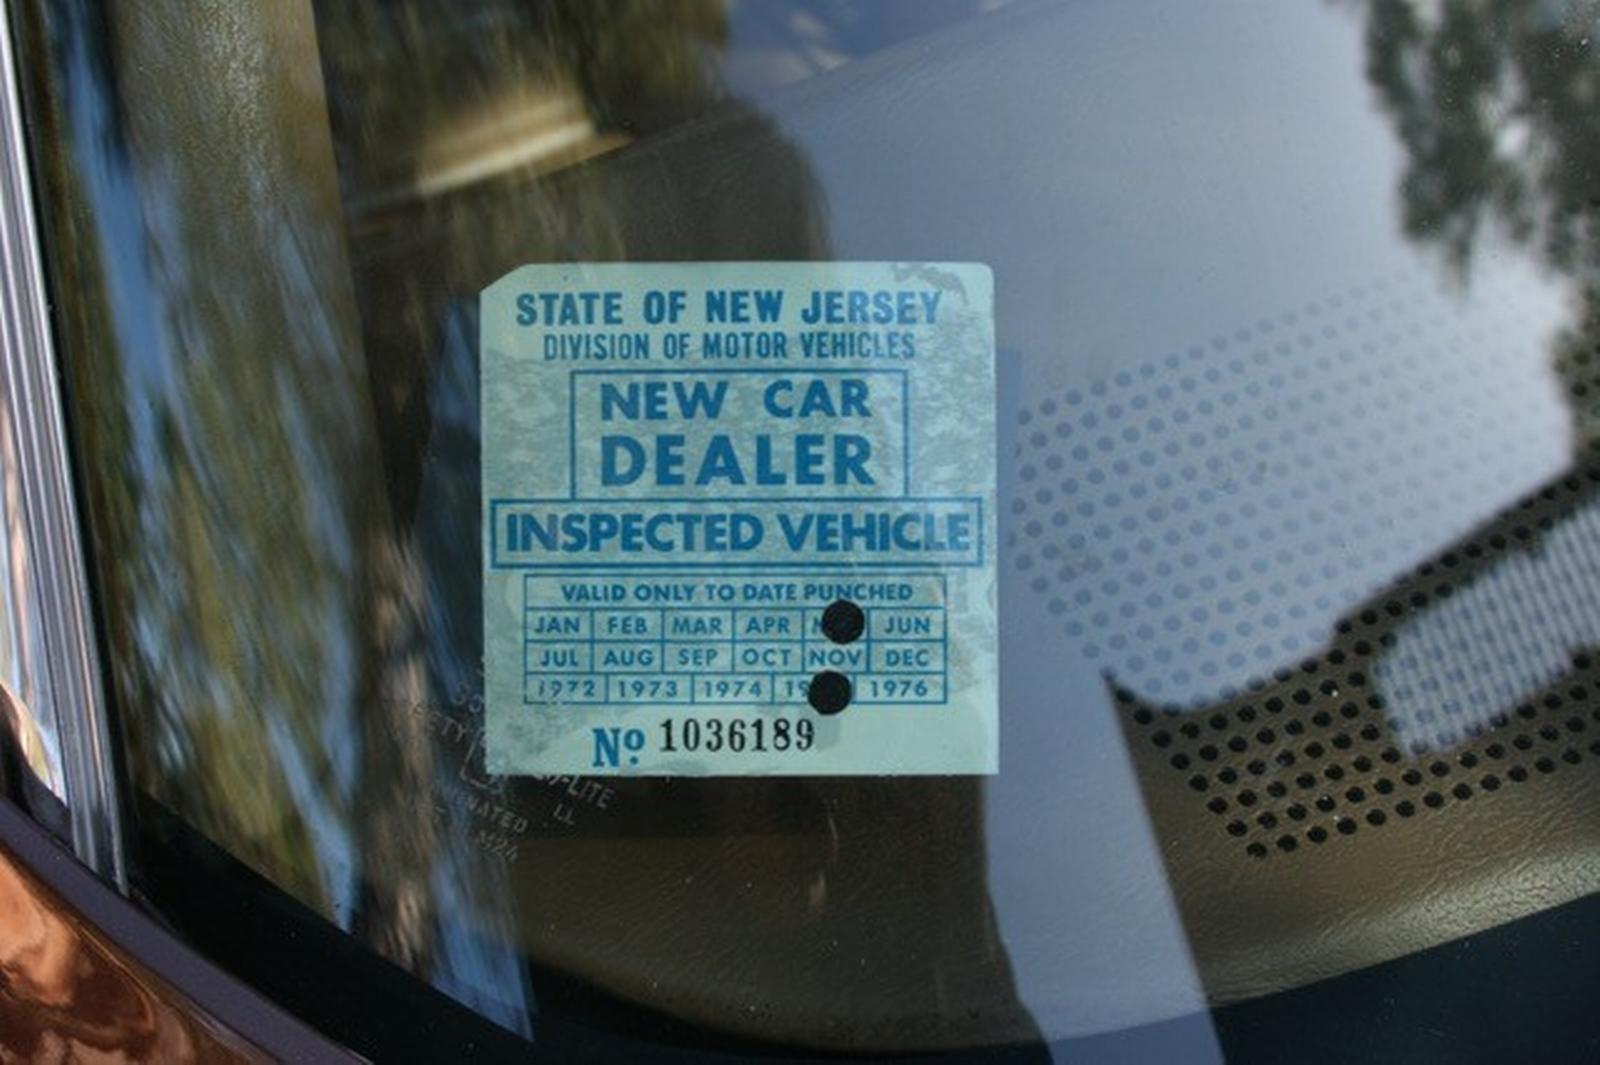 STATE OF NEW JERSEY
DIVISION OF MOTOR VEHICLES
NEW CAR
DEALER
INSPECTED VEHICLE
VALID ONLY TO DATE PUNCHED
JAN FEB MAR APR JUN
JUL AUG SEP OCT NOV DEC
1972 1973 1974 1976
Nº 1036189